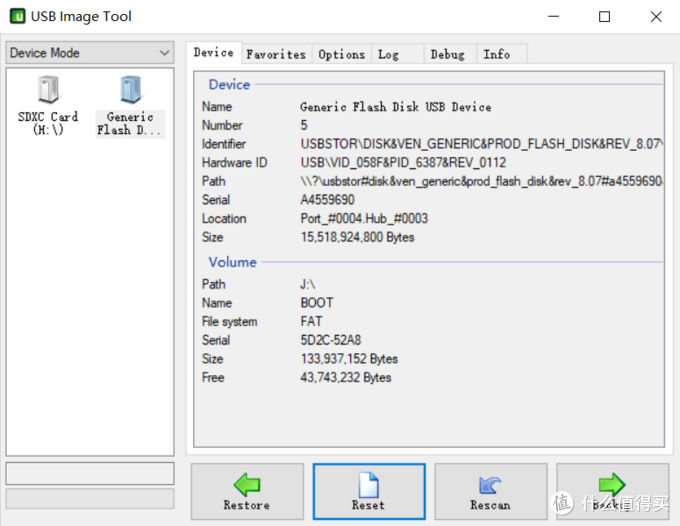 USB Image Tool
Device Mode
SDXC Card
(H:\)
Generic
Flash D...
Device Favorites Options Log Debug Info
Device
Name Generic Flash Disk USB Device
Number 5
Identifier USBSTOR\DISK&VEN_GENERIC&PROD_FLASH_DISK&REV_8.07\
Hardware ID USB\VID_058F&PID_6387&REV_0112
Path \\?\usbstor#disk&ven_generic&prod_flash_disk&rev_8.07#a4559690&
Serial A4559690
Location Port_#0004.Hub_#0003
Size 15,518,924,800 Bytes
Volume
Path J:\
Name BOOT
File system FAT
Serial 5D2C-52A8
Size 133,937,152 Bytes
Free 43,743,232 Bytes
Restore Reset Rescan
值 什么值得买